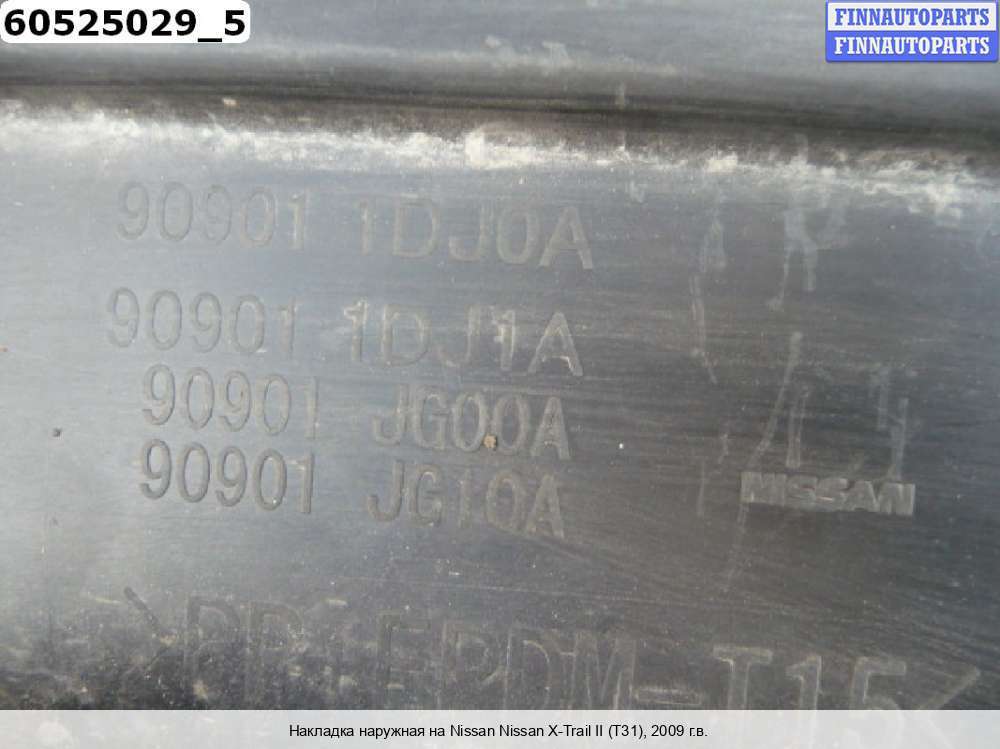 60525029_5
FINNAUTOPARTS
FINNAUTOPARTS
90901 1DJ0A
90901 1DJ1A
90901 JG00A
90901 JG10A
NISSAN
>PP+EPDM-T15<
Накладка наружная на Nissan Nissan X-Trail II (T31), 2009 г.в.